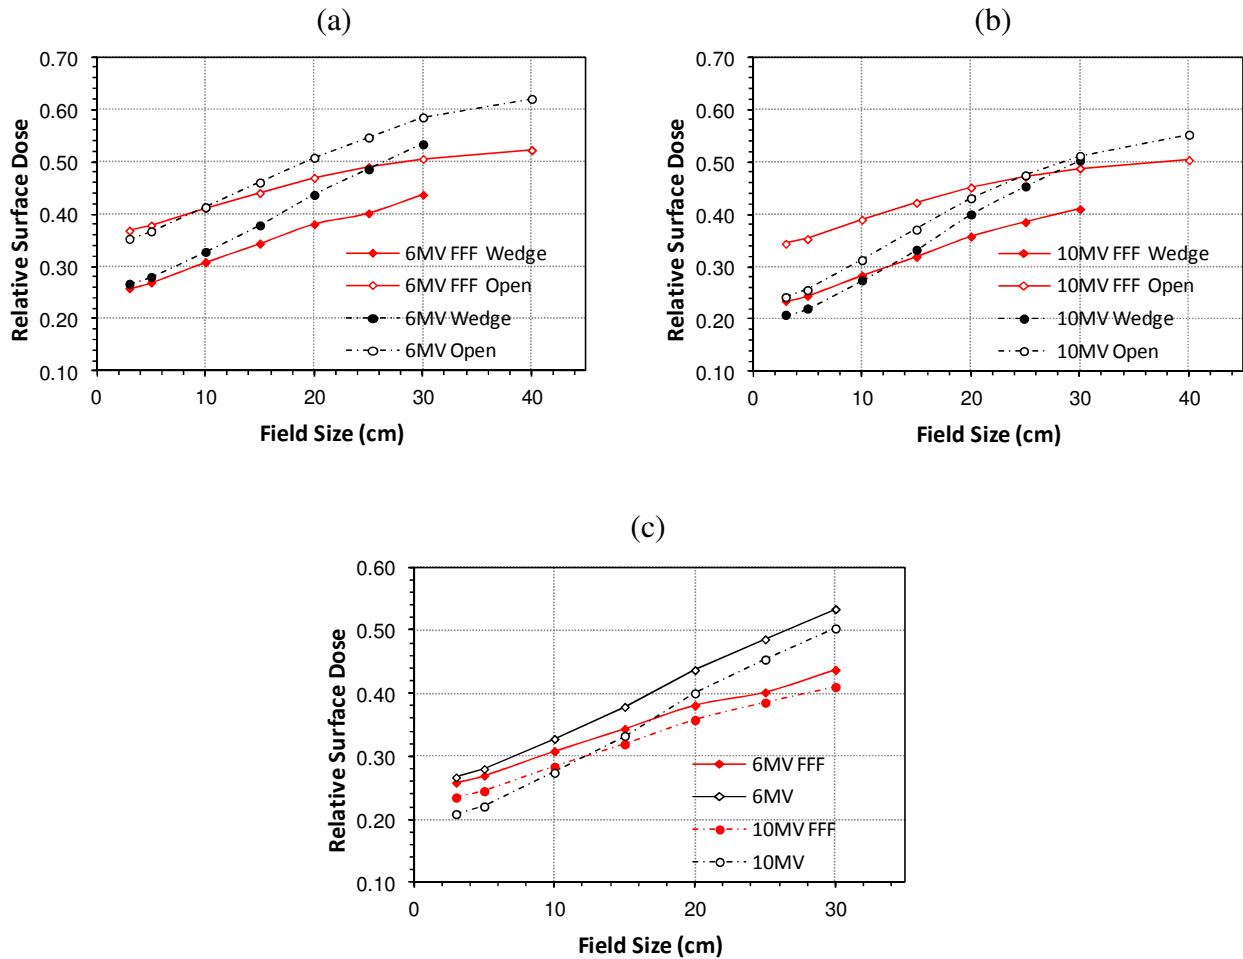 (a)
0.70
0.60
0.50
0.40
0.30
0.20
0.10
Relative Surface Dose
6MV FFF Wedge
6MV FFF Open
6MV Wedge
6MV Open
0 10 20 30 40
Field Size (cm)
(b)
0.70
0.60
0.50
0.40
0.30
0.20
0.10
Relative Surface Dose
10MV FFF Wedge
10MV FFF Open
10MV Wedge
10MV Open
0 10 20 30 40
Field Size (cm)
(c)
0.60
0.50
0.40
0.30
0.20
0.10
Relative Surface Dose
6MV FFF
6MV
10MV FFF
10MV
0 10 20 30
Field Size (cm)